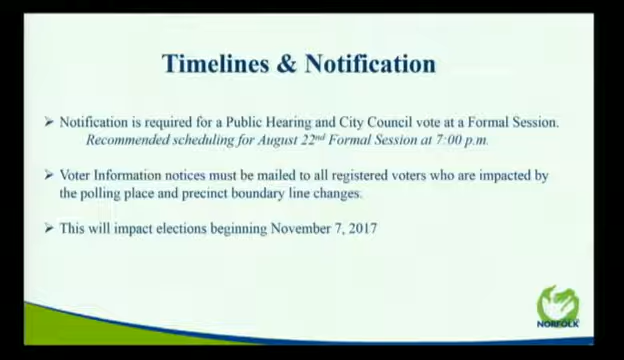 Timelines & Notification
➤ Notification is required for a Public Hearing and City Council vote at a Formal Session.
Recommended scheduling for August 22nd Formal Session at 7:00 p.m.
➤ Voter Information notices must be mailed to all registered voters who are impacted by
the polling place and precinct boundary line changes.
➤ This will impact elections beginning November 7, 2017
NORFOLK